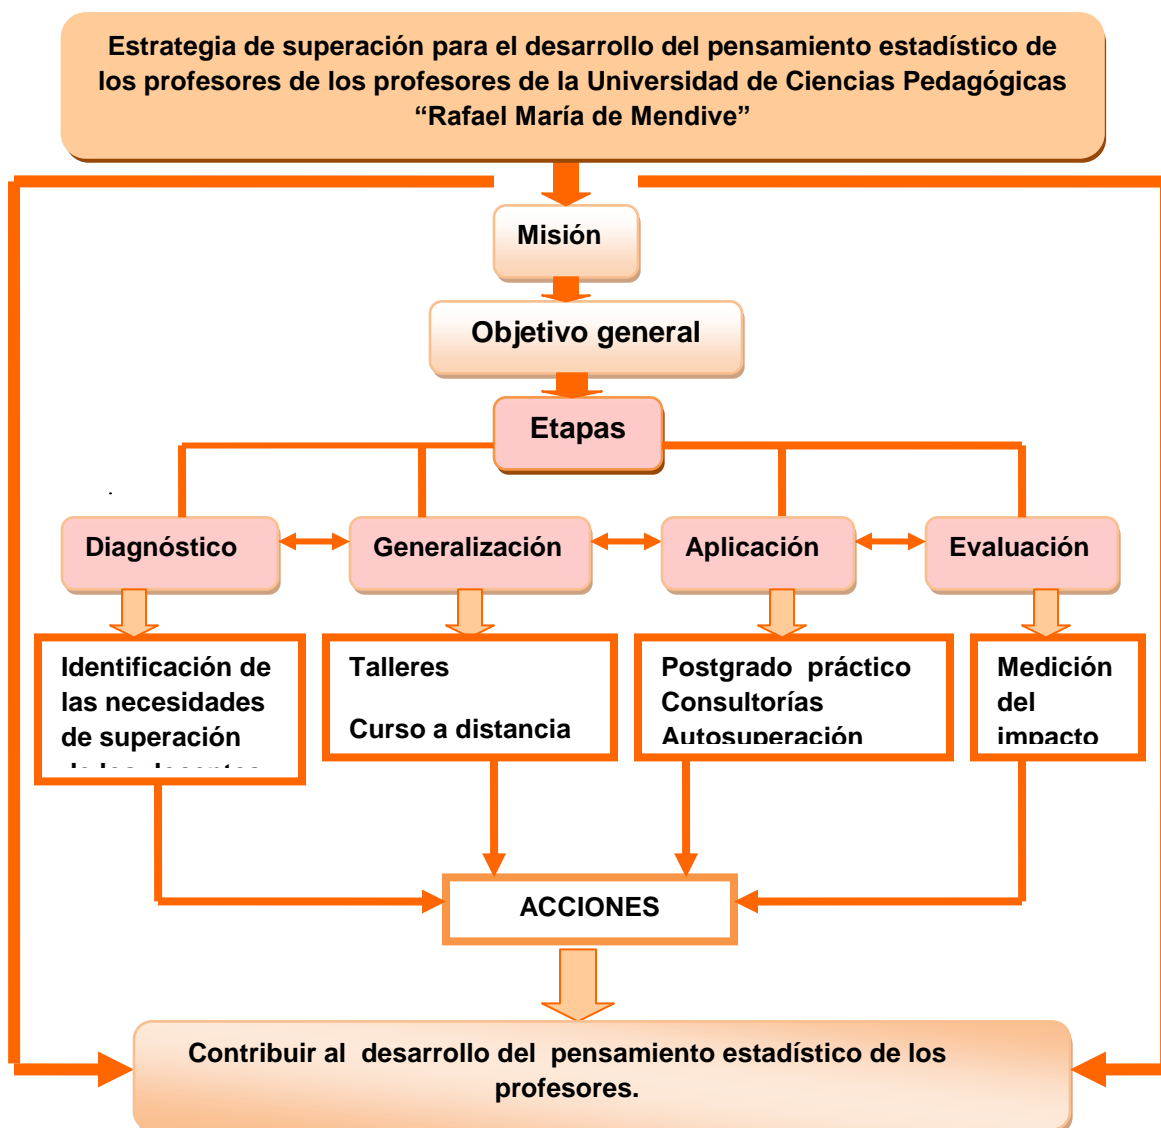 Estrategia de superación para el desarrollo del pensamiento estadístico de
los profesores de los profesores de la Universidad de Ciencias Pedagógicas
“Rafael María de Mendive”
Misión
Objetivo general
Etapas
Diagnóstico
Generalización
Aplicación
Evaluación
Identificación de
las necesidades
de superación
de los docentes
Talleres
Curso a distancia
Postgrado práctico
Consultorías
Autosuperación
Medición
del
impacto
ACCIONES
Contribuir al desarrollo del pensamiento estadístico de los
profesores.